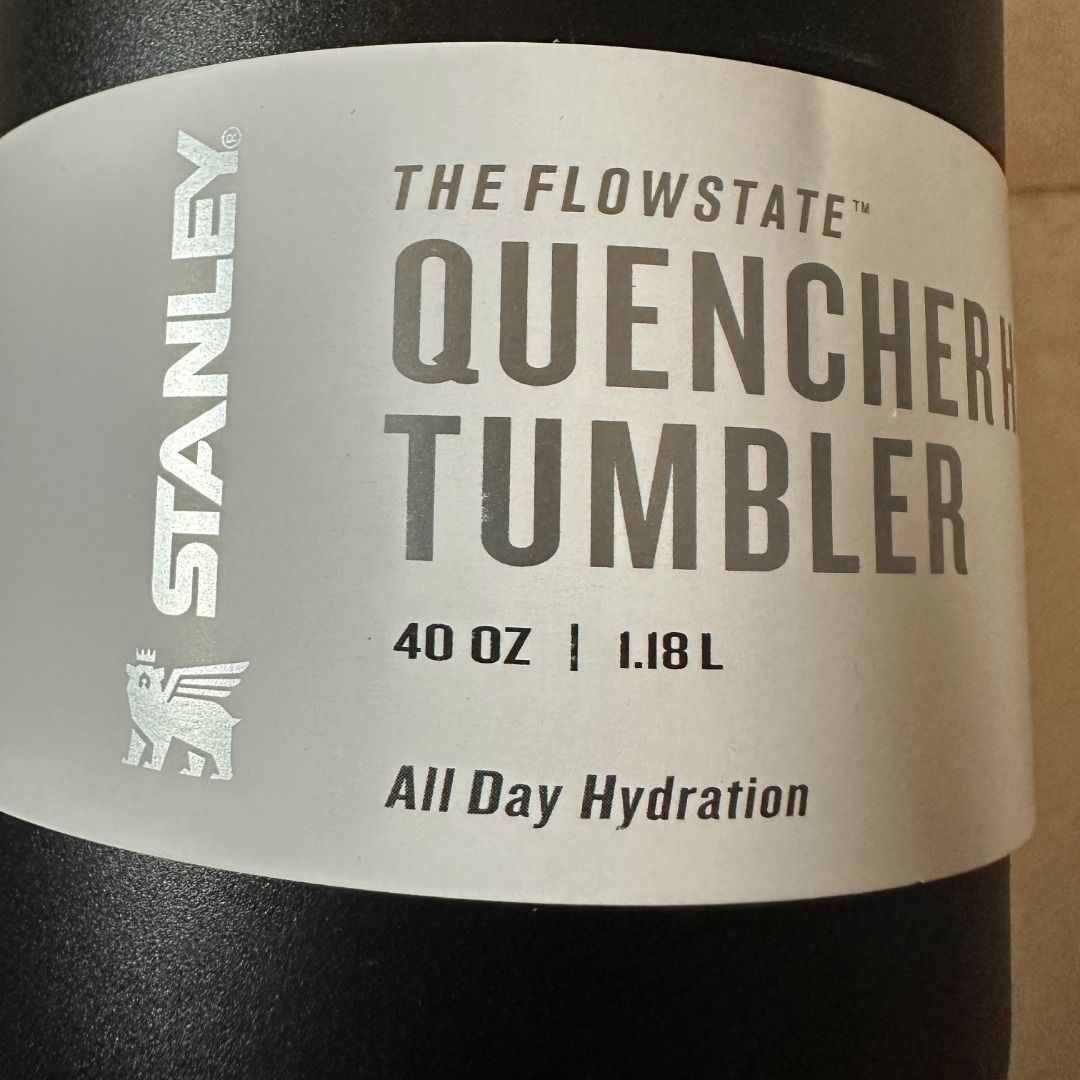 STANLEY®
THE FLOWSTATE™
QUENCHER
TUMBLER
40 OZ | 1.18 L
All Day Hydration